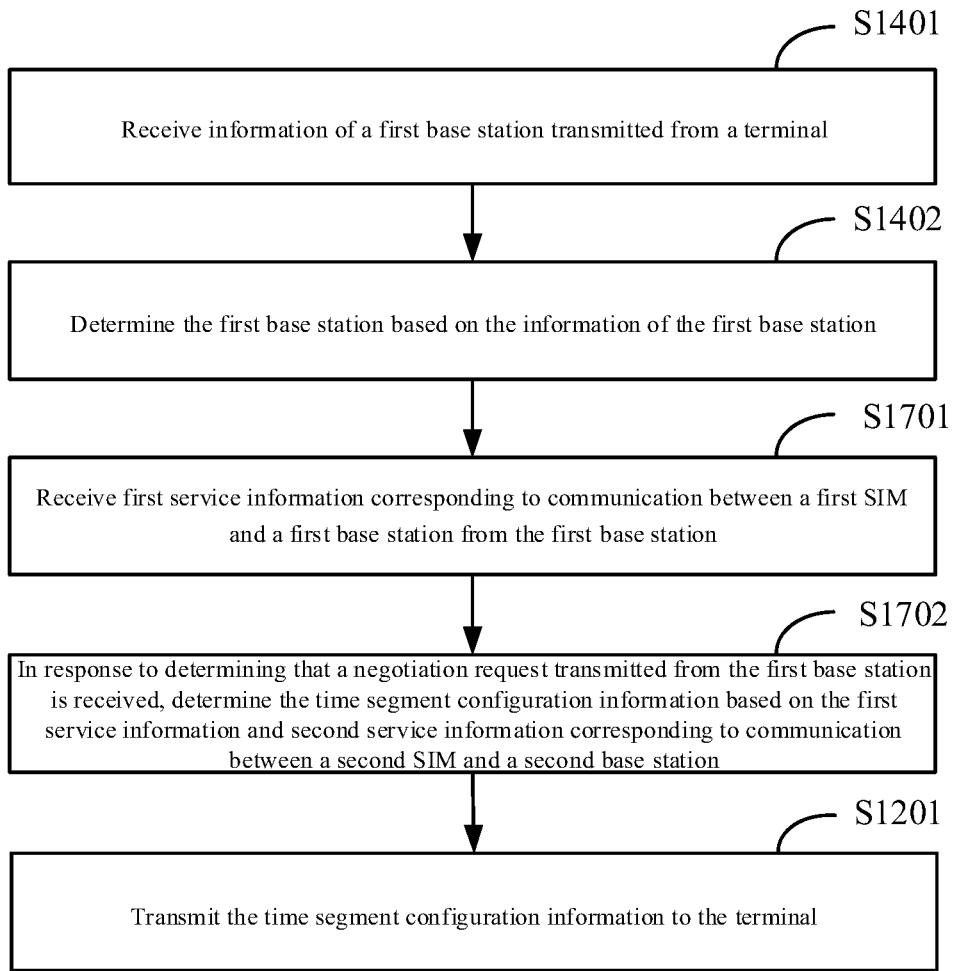 S1401
Receive information of a first base station transmitted from a terminal
S1402
Determine the first base station based on the information of the first base station
S1701
Receive first service information corresponding to communication between a first SIM
and a first base station from the first base station
S1702
In response to determining that a negotiation request transmitted from the first base station
is received, determine the time segment configuration information based on the first
service information and second service information corresponding to communication
between a second SIM and a second base station
S1201
Transmit the time segment configuration information to the terminal